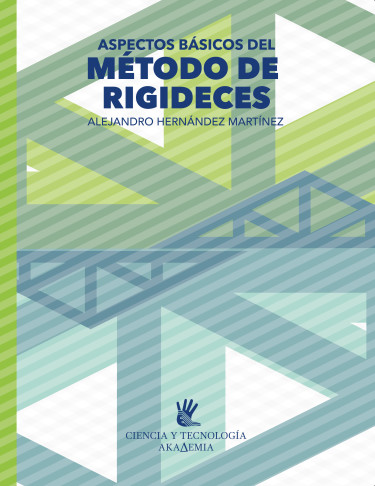 ASPECTOS BÁSICOS DEL
MÉTODO DE
RIGIDECES
ALEJANDRO HERNÁNDEZ MARTÍNEZ
CIENCIA Y TECNOLOGÍA
AKAΔEMIA